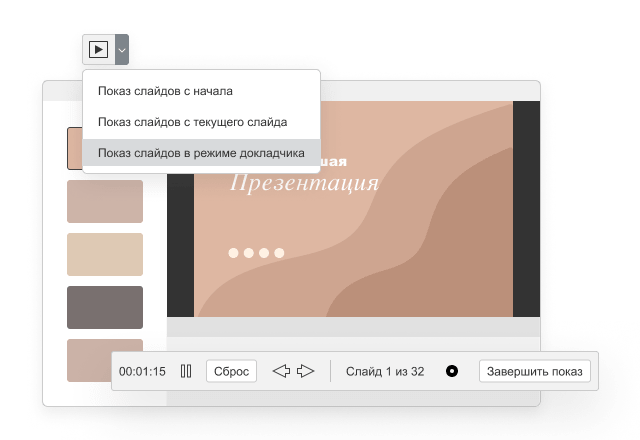 Показ слайдов с начала
Показ слайдов с текущего слайда
Показ слайдов в режиме докладчика
Презентация
00:01:15
Сброс
Слайд 1 из 32
Завершить показ